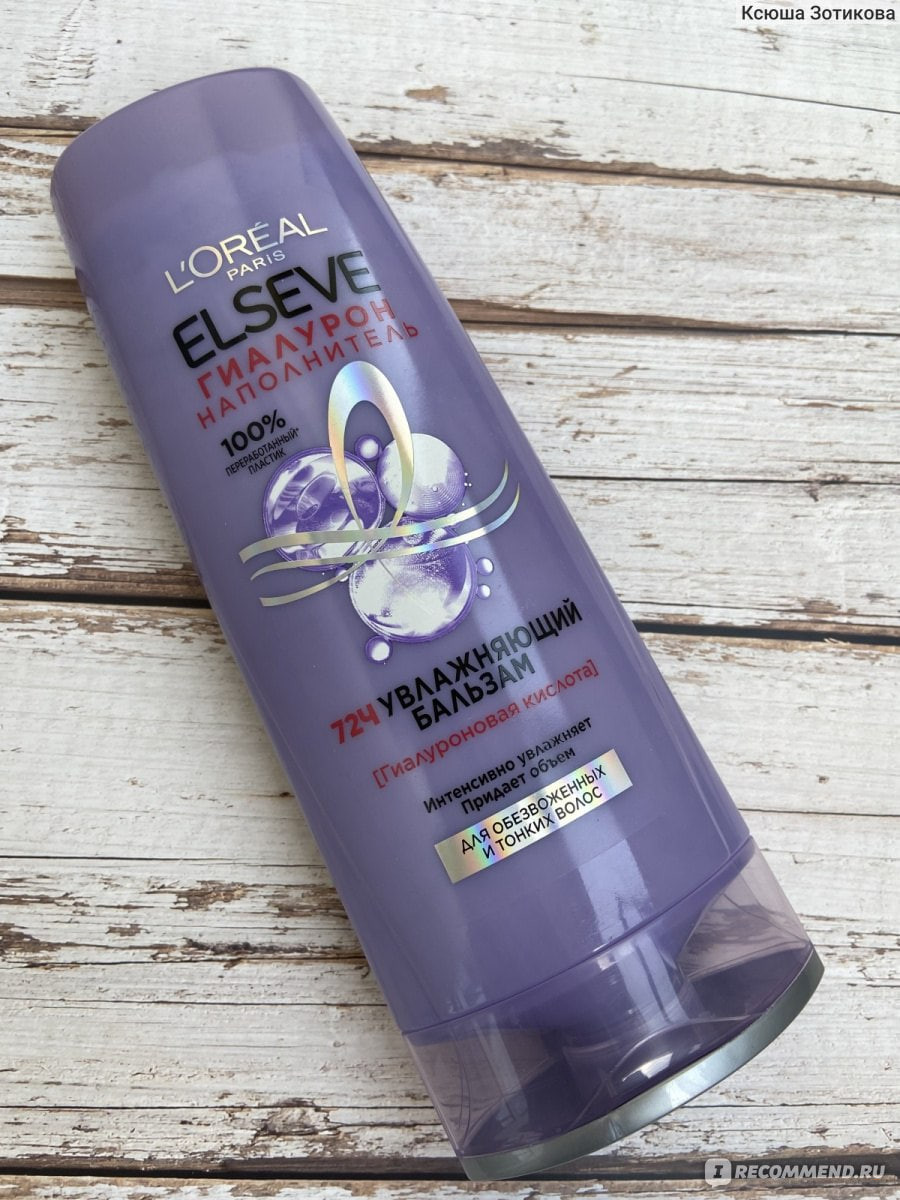 Ксюша Зотикова
L'ORÉAL
PARIS
ELSEVE
ГИАЛУРОН
НАПОЛНИТЕЛЬ
100%
ПЕРЕРАБОТАННЫЙ*
ПЛАСТИК
72Ч УВЛАЖНЯЮЩИЙ
БАЛЬЗАМ
[Гиалуроновая кислота]
Интенсивно увлажняет
Придает объем
ДЛЯ ОБЕЗВОЖЕННЫХ
И ТОНКИХ ВОЛОС
IRECOMMEND.RU